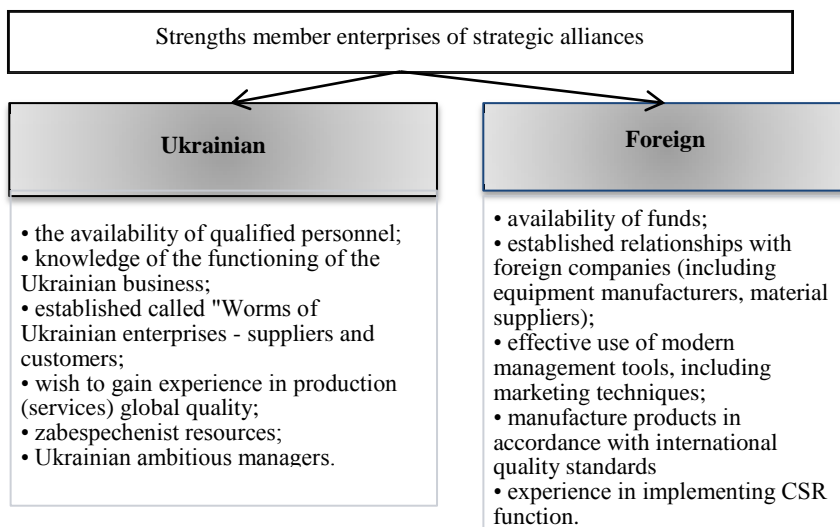 Strengths member enterprises of strategic alliances
Ukrainian
• the availability of qualified personnel;
• knowledge of the functioning of the
Ukrainian business;
• established called "Worms of
Ukrainian enterprises - suppliers and
customers;
• wish to gain experience in production
(services) global quality;
• zabespechenist resources;
• Ukrainian ambitious managers.
Foreign
• availability of funds;
• established relationships with
foreign companies (including
equipment manufacturers, material
suppliers);
• effective use of modern
management tools, including
marketing techniques;
• manufacture products in
accordance with international
quality standards
• experience in implementing CSR
function.